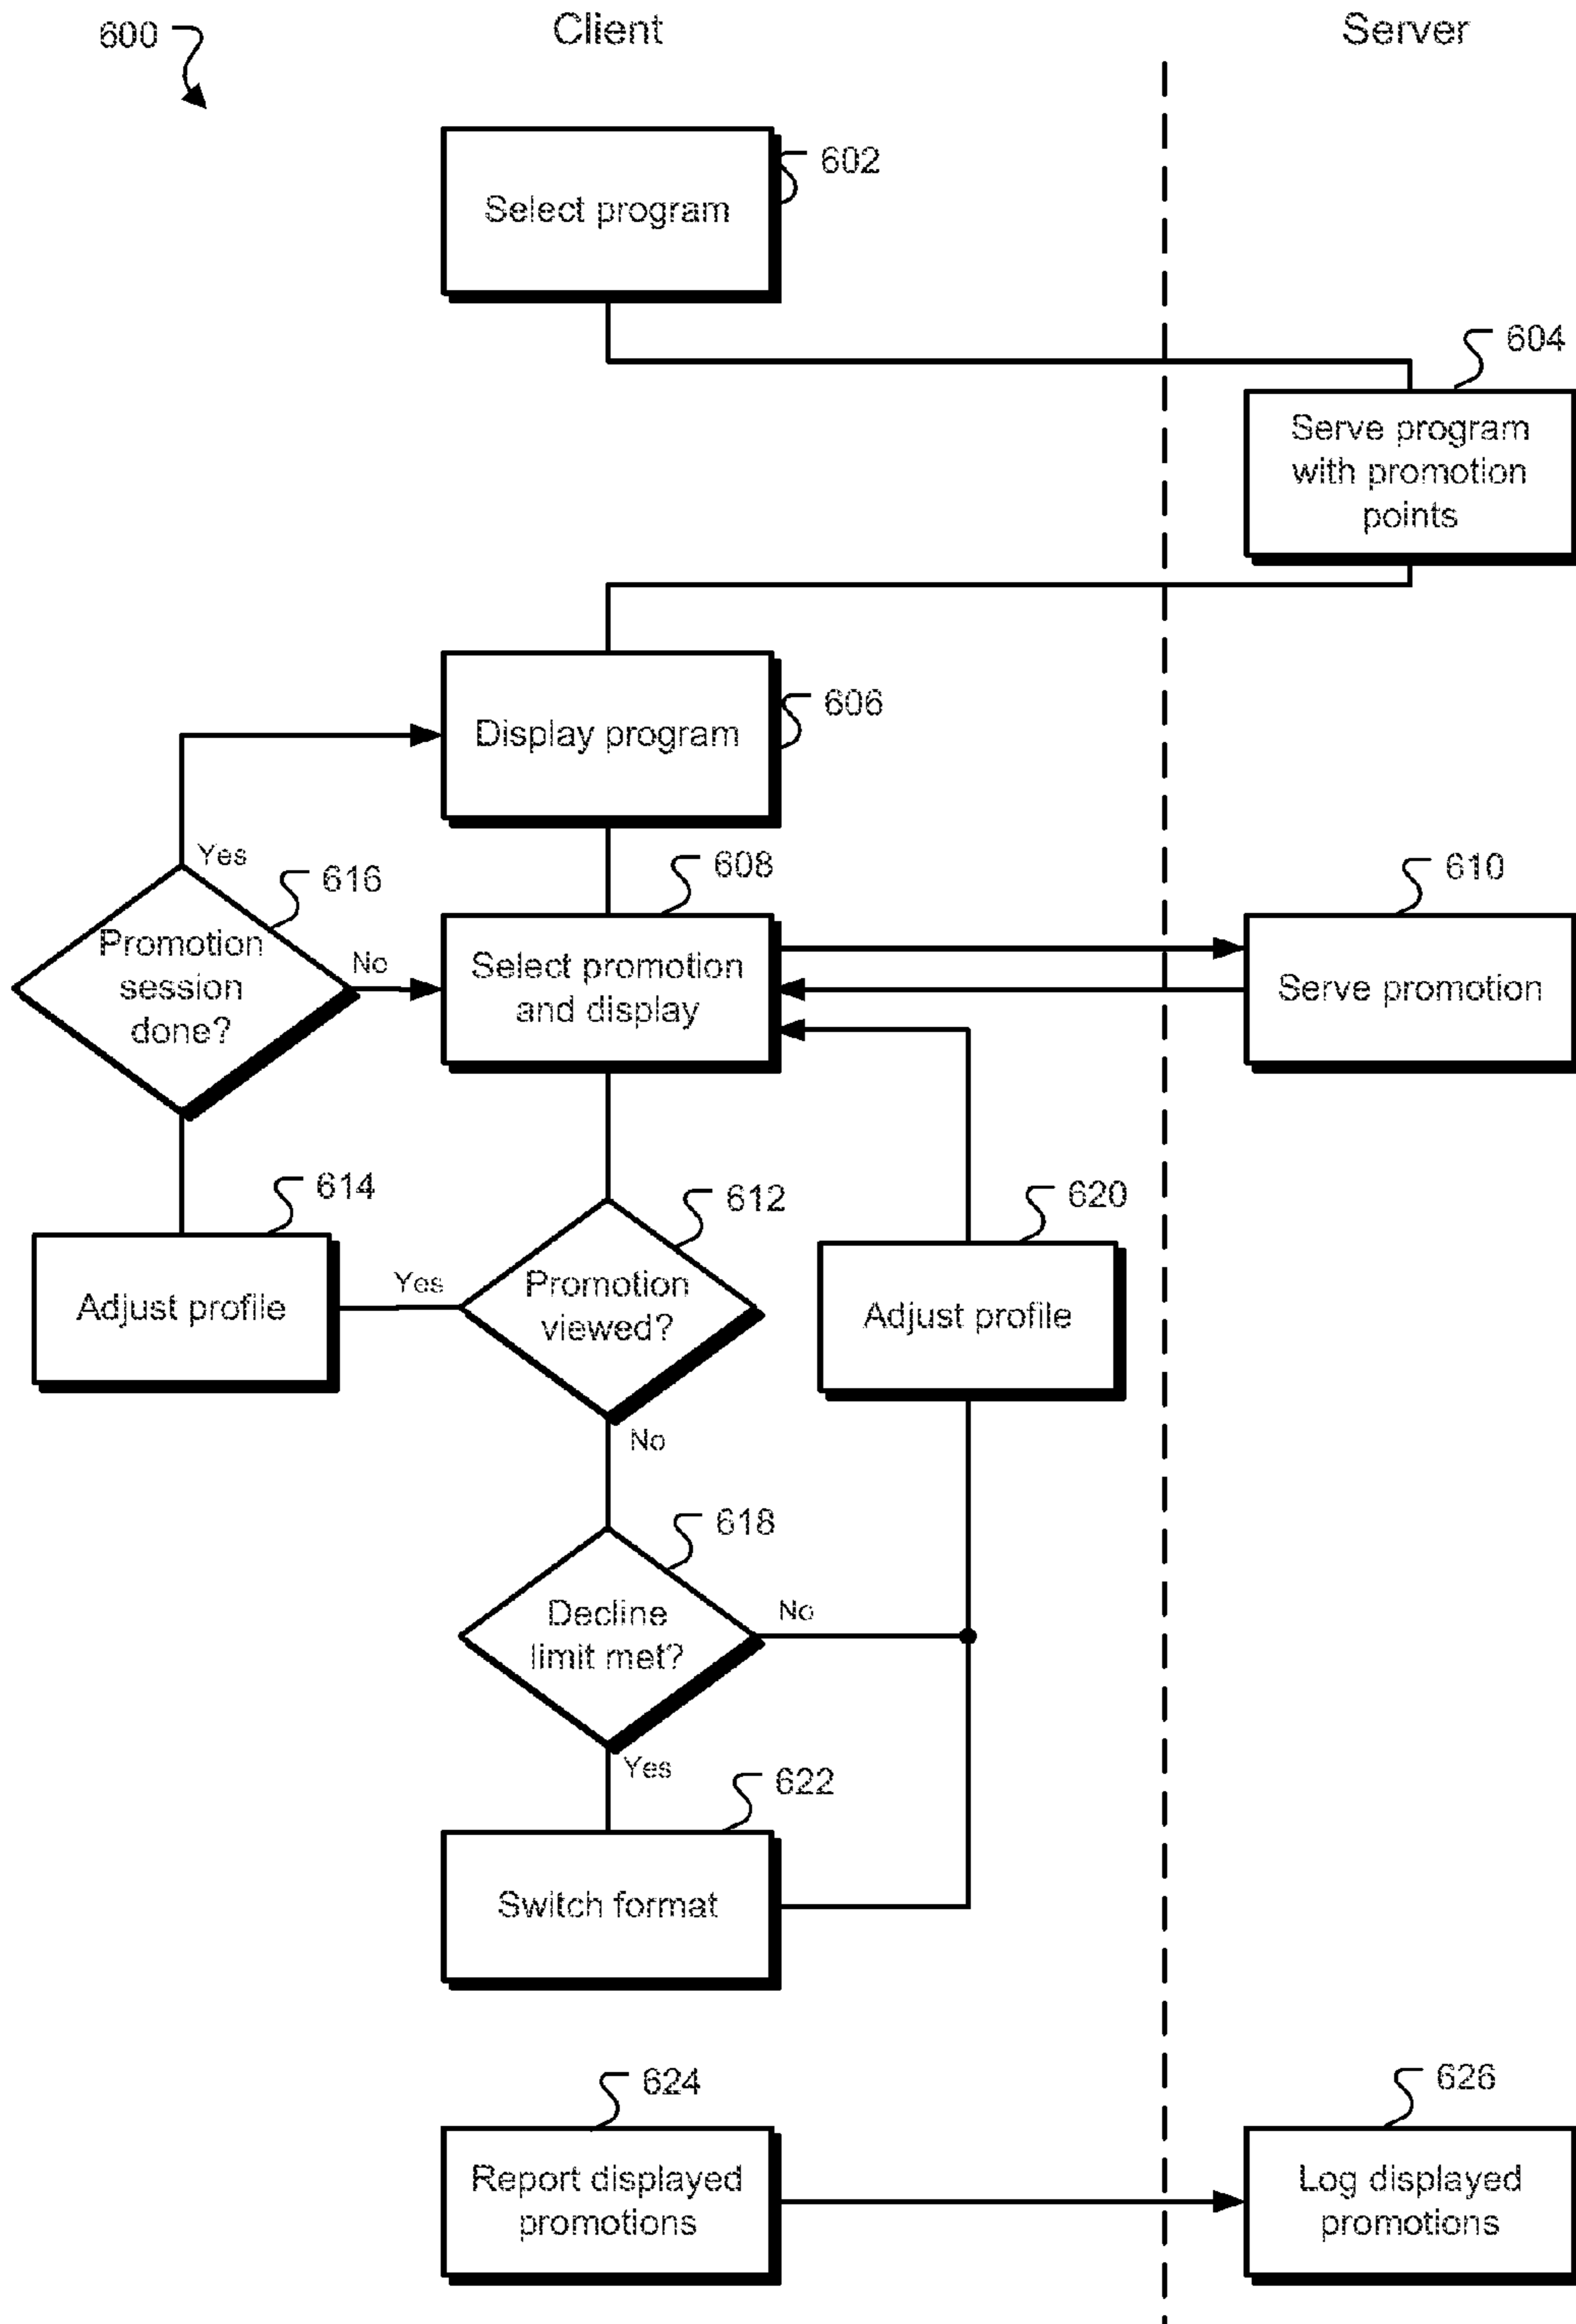 600
Client
Server
602
Select program
604
Serve program
with promotion
points
606
Display program
Yes
616
608
610
Promotion
session
done?
No
Select promotion
and display
Serve promotion
614
612
620
Adjust profile
Yes
Promotion
viewed?
Adjust profile
No
618
Decline
limit met?
No
Yes
622
Switch format
624
626
Report displayed
promotions
Log displayed
promotions